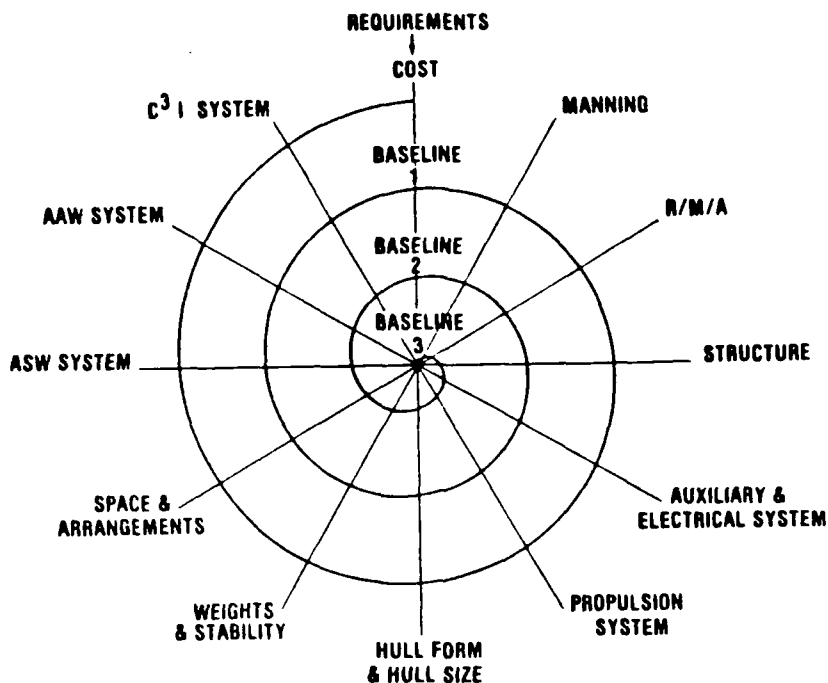 REQUIREMENTS
COST
C³ I SYSTEM
MANNING
BASELINE
1
AAW SYSTEM
R/M/A
BASELINE
2
BASELINE
3
ASW SYSTEM
STRUCTURE
SPACE &
ARRANGEMENTS
AUXILIARY &
ELECTRICAL SYSTEM
WEIGHTS
& STABILITY
PROPULSION
SYSTEM
HULL FORM
& HULL SIZE